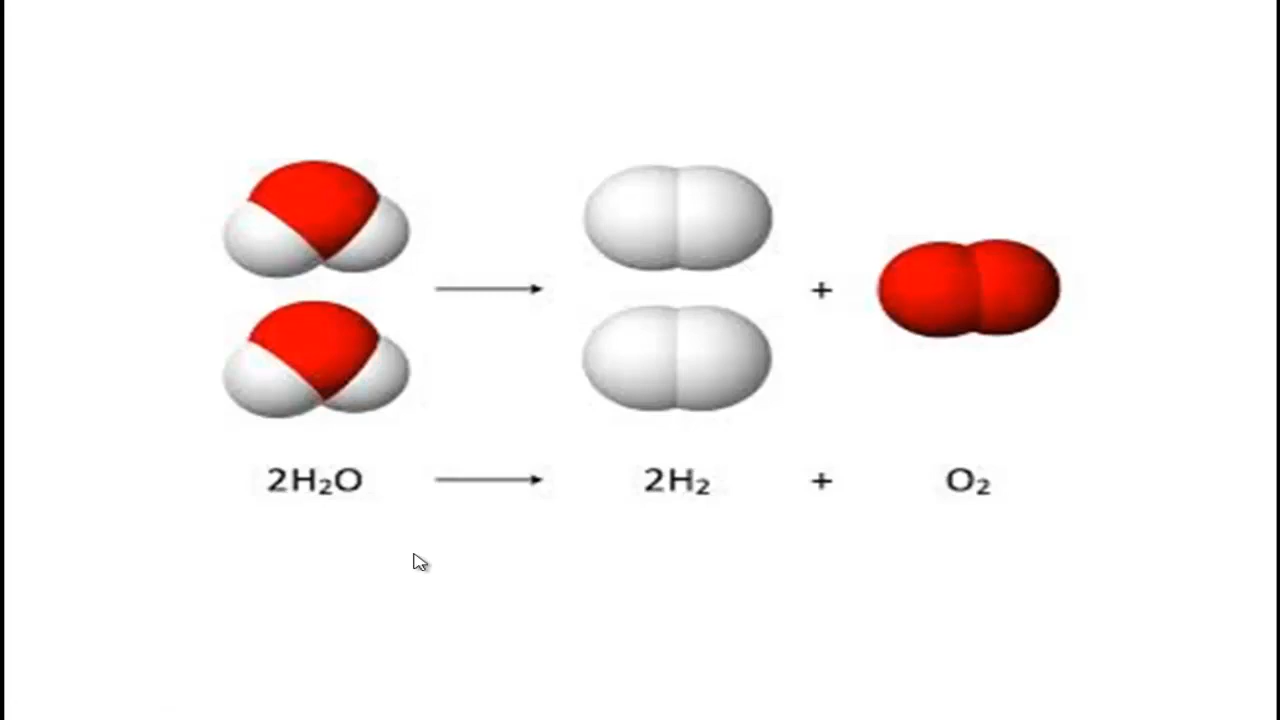 +
2H₂O ⟶ 2H₂ + O₂